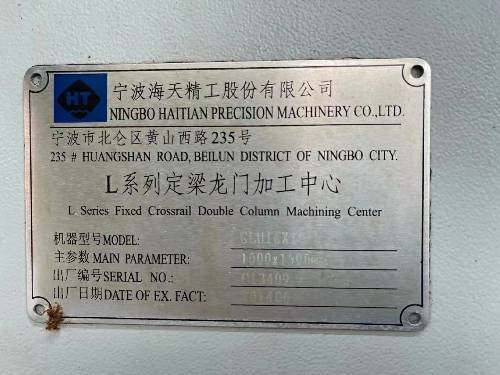 HT
宁波海天精工股份有限公司
NINGBO HAITIAN PRECISION MACHINERY CO.,LTD.
宁波市北仑区黄山西路235号
235 # HUANGSHAN ROAD, BEILUN DISTRICT OF NINGBO CITY.
L系列定梁龙门加工中心
L Series Fixed Crossrail Double Column Machining Center
机器型号MODEL:
主参数MAIN PARAMETER:
出厂编号SERIAL NO.:
出厂日期DATE OF EX. FACT: